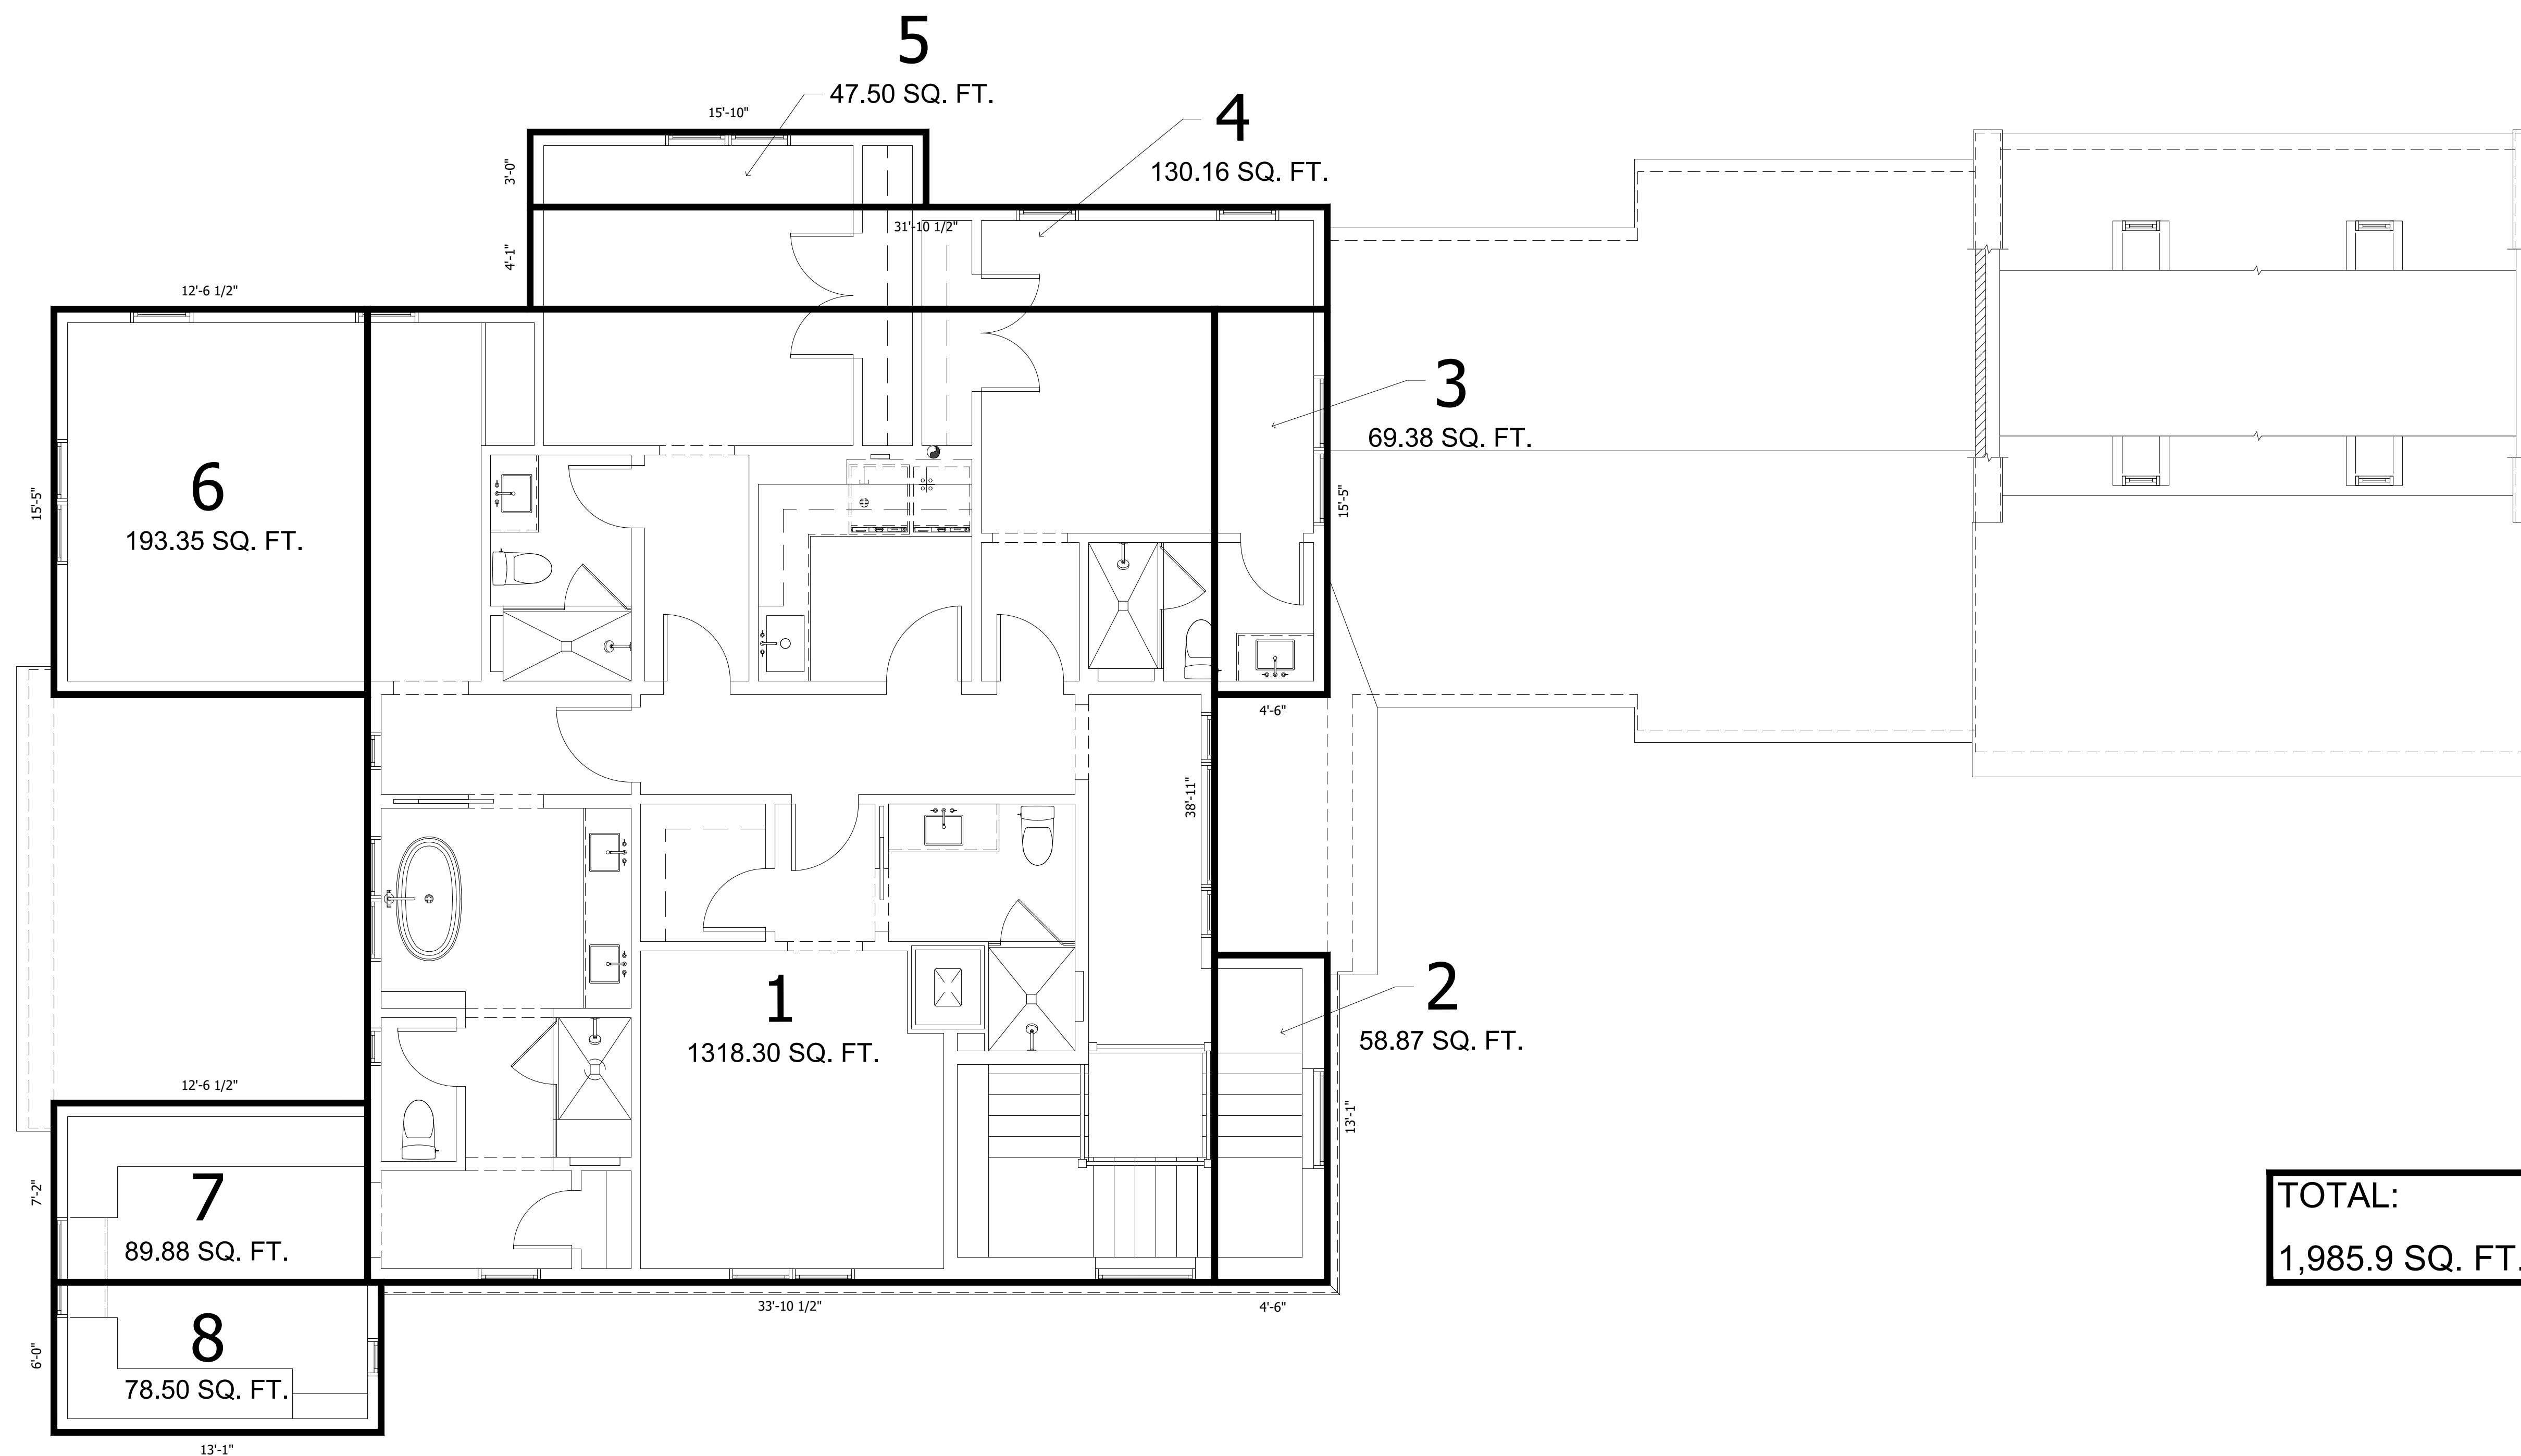 5
47.50 SQ. FT.
15'-10"
4
130.16 SQ. FT.
3'-0"
31'-10 1/2"
4'-1"
12'-6 1/2"
3
69.38 SQ. FT.
6
193.35 SQ. FT.
15'-5"
15'-5"
4'-6"
38'-11"
2
58.87 SQ. FT.
1
1318.30 SQ. FT.
12'-6 1/2"
13'-1"
7
89.88 SQ. FT.
7'-2"
TOTAL:
1,985.9 SQ. FT.
33'-10 1/2"
4'-6"
8
78.50 SQ. FT.
6'-0"
13'-1"